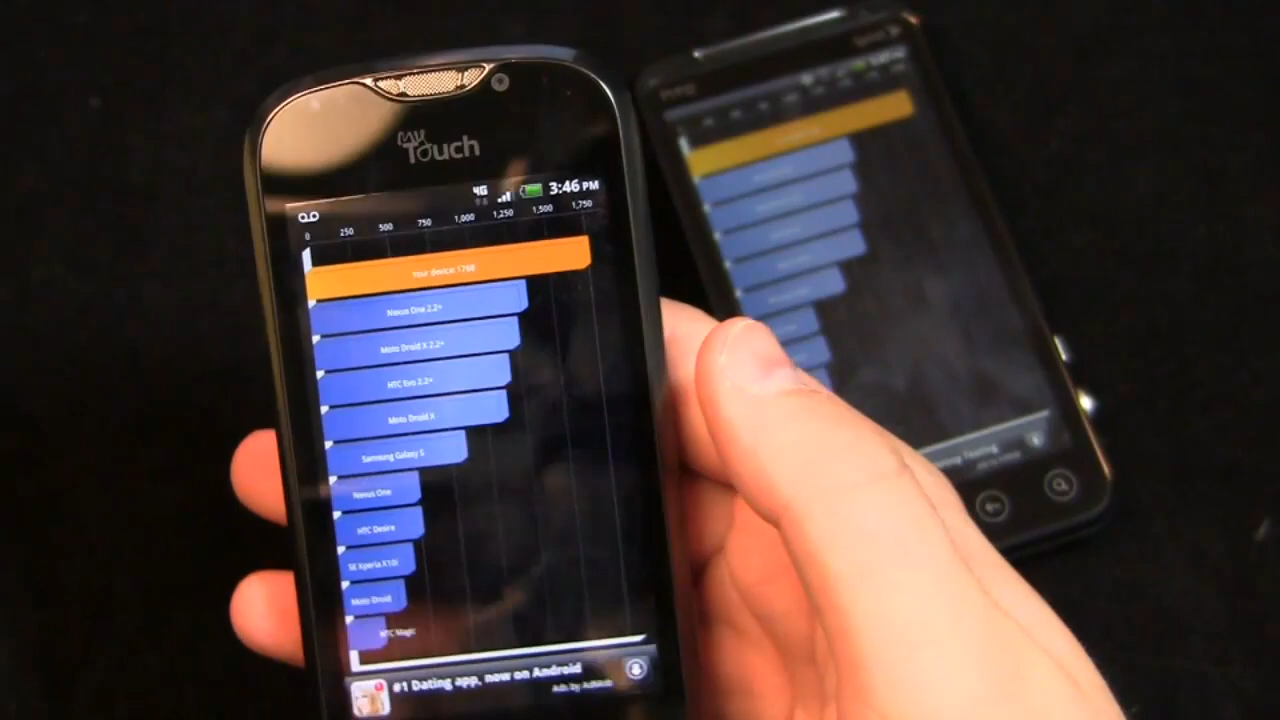 my
Touch
4G
3:46 PM
0 250 500 750 1,000 1,250 1,500 1,750
Your device: 1768
Nexus One 2.2+
Moto Droid X 2.2+
HTC Evo 2.2+
Moto Droid X
Samsung Galaxy S
Nexus One
HTC Desire
SE Xperia X10i
Moto Droid
HTC Magic
#1 Dating app, now on Android
Ads by AdMob